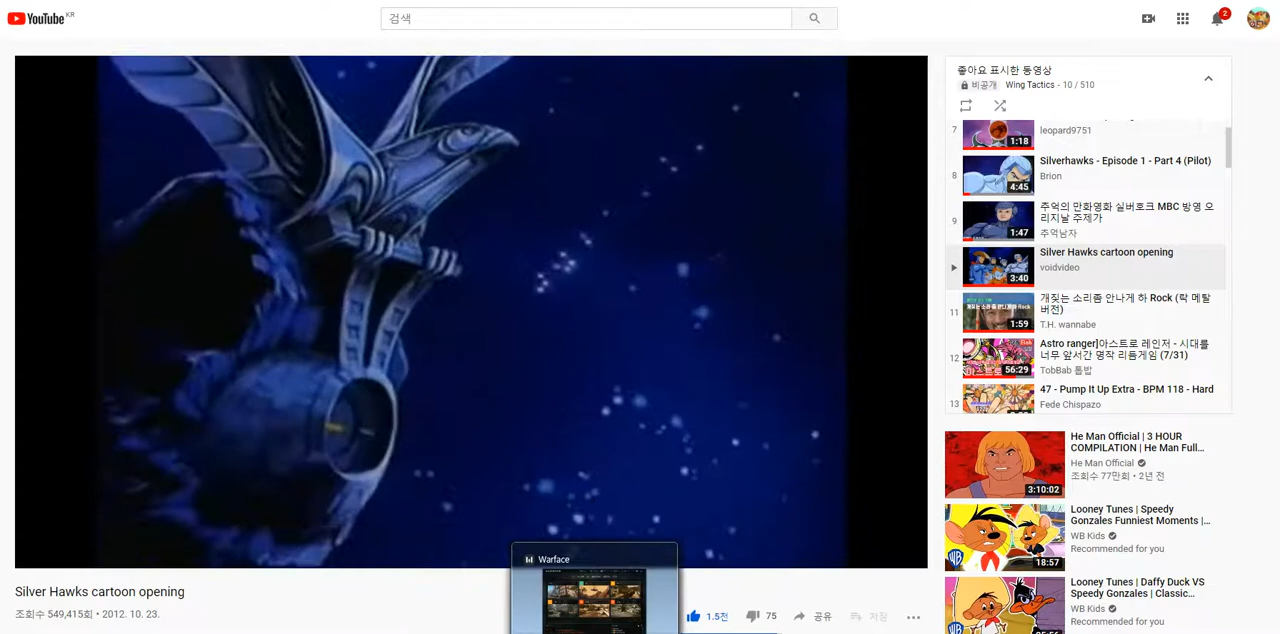 YouTube KR
검색
2
좋아요 표시한 동영상
비공개 Wing Tactics - 10 / 510
7
1:18
leopard9751
8
4:45
Silverhawks - Episode 1 - Part 4 (Pilot)
Brion
9
1:47
주억의 만화영화 실버호크 MBC 방영 오
리지날 주제가
주먹남자
3:40
Silver Hawks cartoon opening
voidvideo
11
1:59
개짖는 소리좀 안나게 하 Rock (락 메탈
버전)
T.H. wannabe
12
56:29
Astro ranger]아스트로 레인저 - 시대를
너무 앞서간 명작 리듬게임 (7/31)
TobBab 톱밥
13
47 - Pump It Up Extra - BPM 118 - Hard
Fede Chispazo
3:10:02
He Man Official | 3 HOUR
COMPILATION | He Man Full...
He Man Official
조회수 77만회 • 2년 전
WB
18:57
Looney Tunes | Speedy
Gonzales Funniest Moments |...
WB Kids
Recommended for you
WB
Looney Tunes | Daffy Duck VS
Speedy Gonzales | Classic...
WB Kids
Recommended for you
Warface
Silver Hawks cartoon opening
조회수 549,415회 • 2012. 10. 23.
1.5천
75
공유
저장